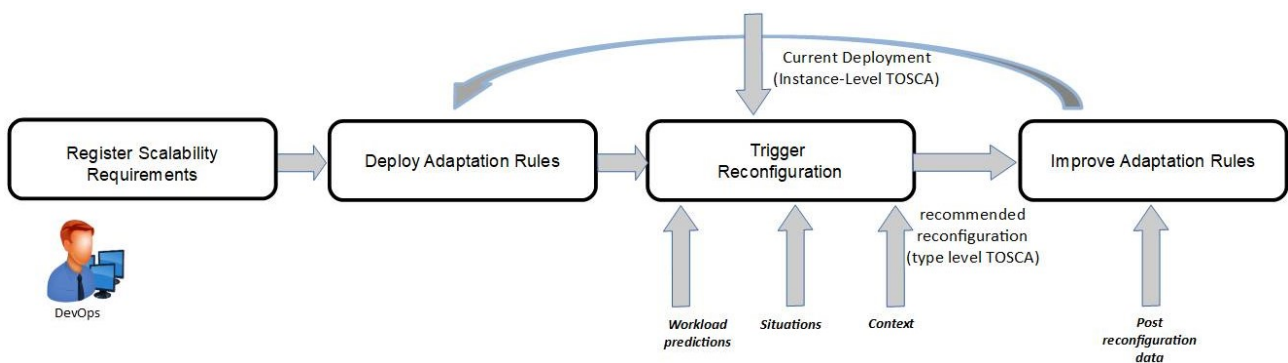 Current Deployment
(Instance-Level TOSCA)
Register Scalability
Requirements
Deploy Adaptation Rules
Trigger
Reconfiguration
Improve Adaptation Rules
recommended
reconfiguration
(type level TOSCA)
DevOps
Workload
predictions
Situations
Context
Post
reconfiguration
data